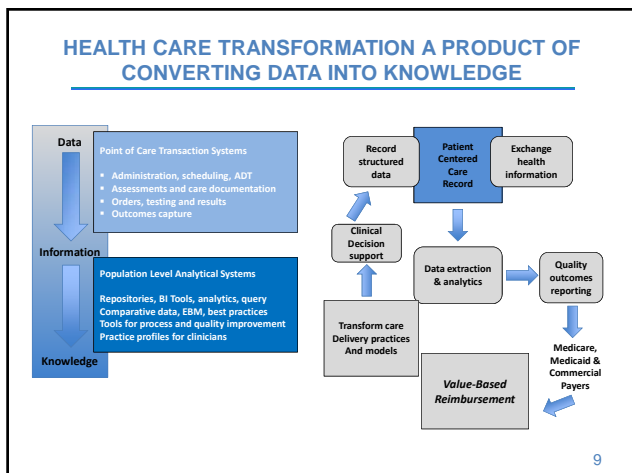 HEALTH CARE TRANSFORMATION A PRODUCT OF
CONVERTING DATA INTO KNOWLEDGE
Data
Information
Knowledge
Point of Care Transaction Systems
▪ Administration, scheduling, ADT
▪ Assessments and care documentation
▪ Orders, testing and results
▪ Outcomes capture
Population Level Analytical Systems
Repositories, BI Tools, analytics, query
Comparative data, EBM, best practices
Tools for process and quality improvement
Practice profiles for clinicians
Record
structured
data
Patient
Centered
Care
Record
Exchange
health
information
Clinical
Decision
support
Data extraction
& analytics
Quality
outcomes
reporting
Transform care
Delivery practices
And models
Medicare,
Medicaid &
Commercial
Payers
Value-Based
Reimbursement
9